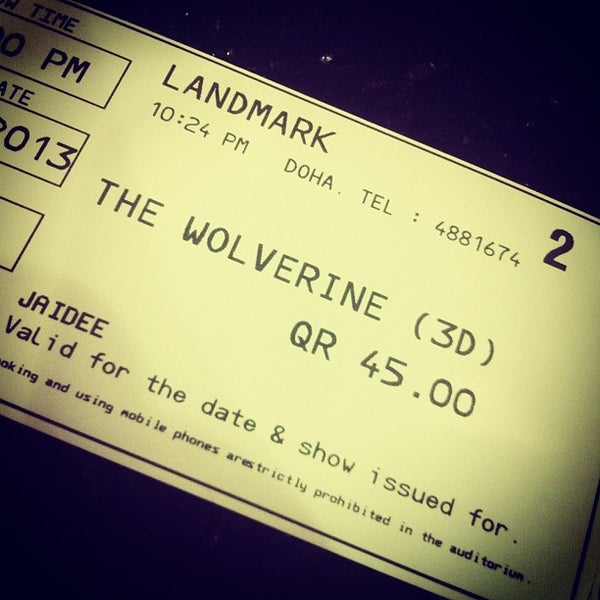 W TIME
00 PM
ATE
2013
LANDMARK
10:24 PM DOHA. TEL : 4881674 2
THE WOLVERINE (3D)
JAIDEE QR 45.00
Valid for the date & show issued for.
oking and using mobile phones arestrictly prohibited in the auditorium.